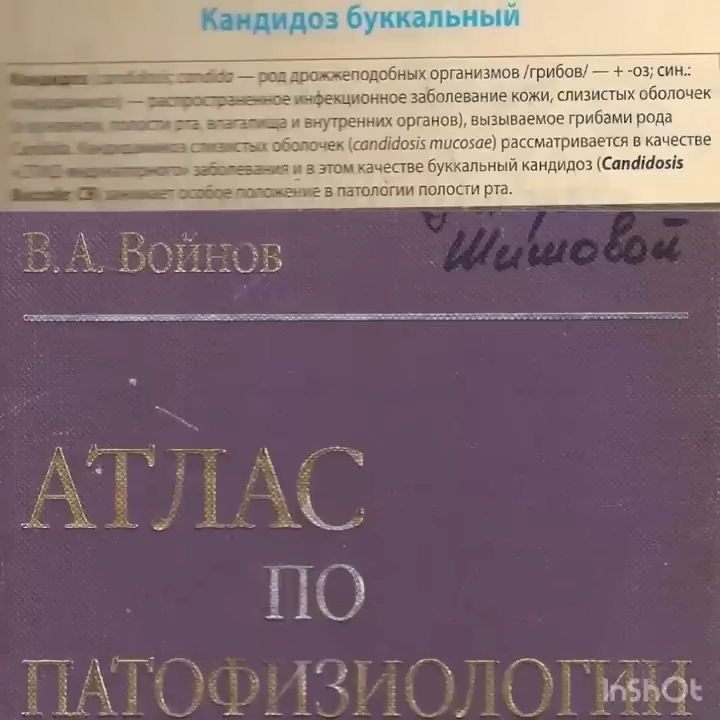 Кандидоз буккальный
(candidosis; candida — род дрожжеподобных организмов /грибов/ — + -оз; син.:
— распространенное инфекционное заболевание кожи, слизистых оболочек
полости рта, влагалища и внутренних органов), вызываемое грибами рода
слизистых оболочек (candidosis mucosae) рассматривается в качестве
заболевания и в этом качестве буккальный кандидоз (Candidosis
занимает особое положение в патологии полости рта.
Шишовой
В. А. Войнов
АТЛАС
ПО
ПАТОФИЗИОЛОГИИ
InShOt